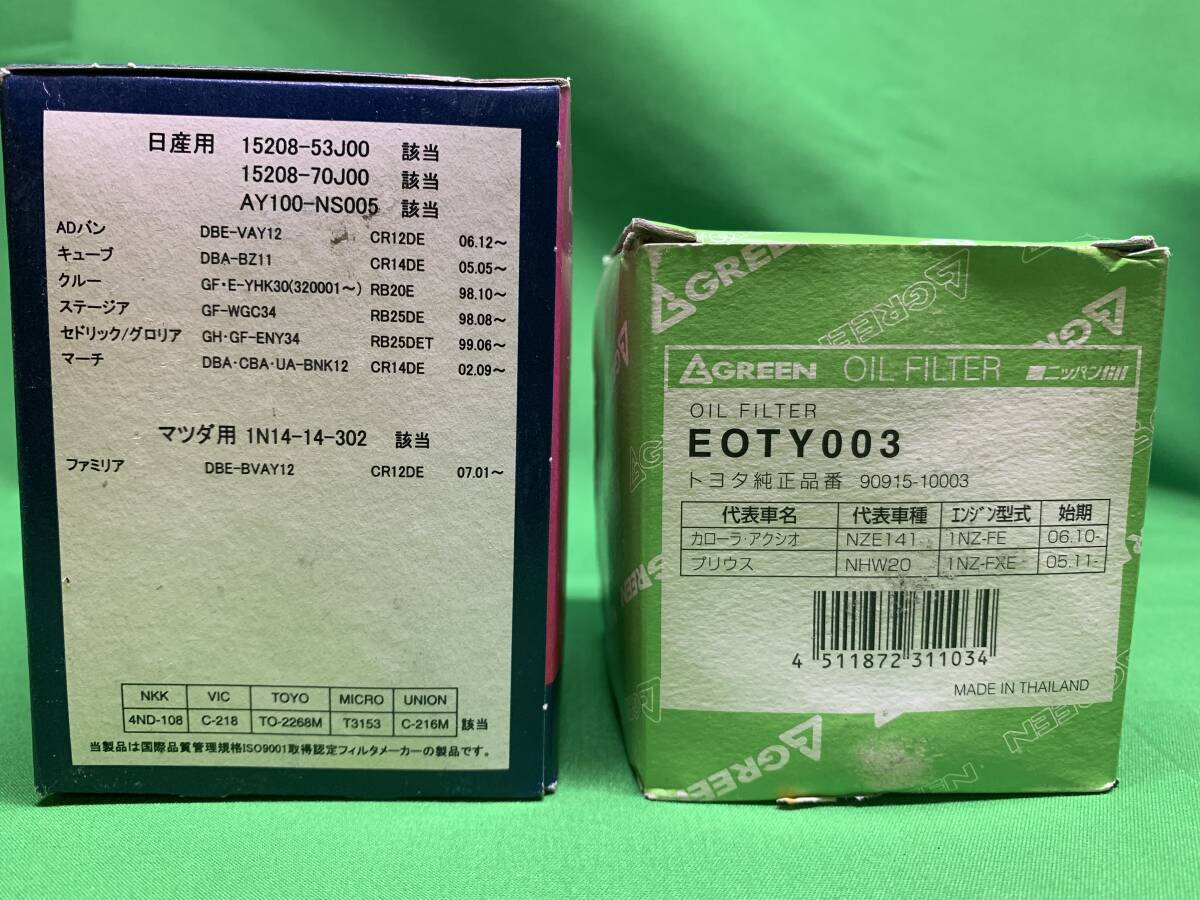 日産用 15208-53J00 該当
15208-70J00 該当
AY100-NS005 該当
ADバン DBE-VAY12 CR12DE 06.12～
キューブ DBA-BZ11 CR14DE 05.05～
クルー GF・E-YHK30(320001～) RB20E 98.10～
ステージア GF-WGC34 RB25DE 98.08～
セドリック/グロリア GH・GF-ENY34 RB25DET 99.06～
マーチ DBA・CBA・UA-BNK12 CR14DE 02.09～
マツダ用 1N14-14-302 該当
ファミリア DBE-BVAY12 CR12DE 07.01～
NKK VIC TOYO MICRO UNION
4ND-108 C-218 TO-2268M T3153 C-216M 該当
当製品は国際品質管理規格ISO9001取得認定フィルタメーカーの製品です。
AGREEN
AGREEN
AGREEN OIL FILTER ニッパン
OIL FILTER
EOTY003
トヨタ純正品番 90915-10003
代表車名 代表車種 エンジン型式 始期
カローラ・アクシオ NZE141 1NZ-FE 06.10-
プリウス NHW20 1NZ-FXE 05.11-
4 511872 311034
MADE IN THAILAND
AGREEN